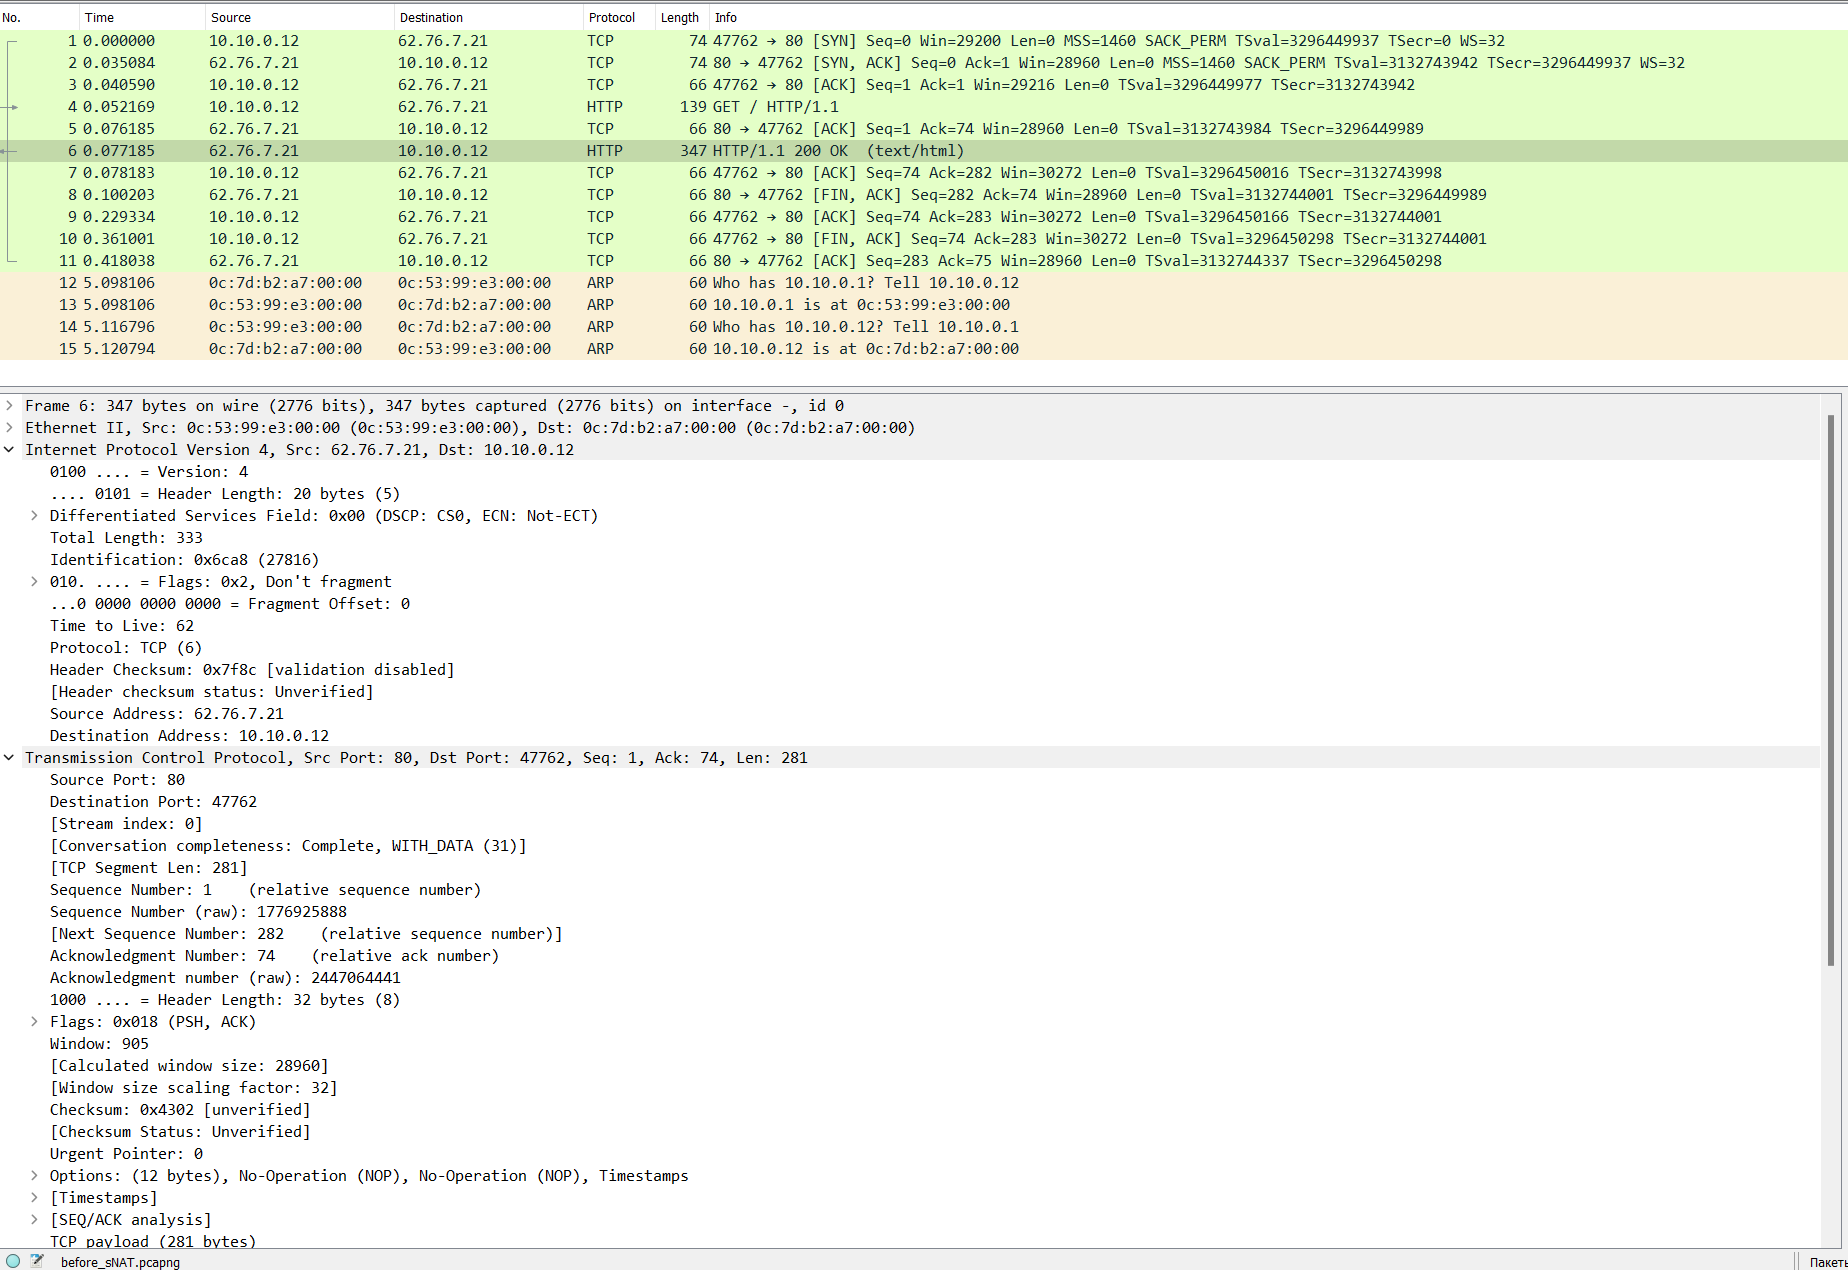 No. Time Source Destination Protocol Length Info
1 0.000000 10.10.0.12 62.76.7.21 TCP 74 47762 → 80 [SYN] Seq=0 Win=29200 Len=0 MSS=1460 SACK_PERM TSval=3296449937 TSecr=0 WS=32
2 0.035084 62.76.7.21 10.10.0.12 TCP 74 80 → 47762 [SYN, ACK] Seq=0 Ack=1 Win=28960 Len=0 MSS=1460 SACK_PERM TSval=3132743942 TSecr=3296449937 WS=32
3 0.040590 10.10.0.12 62.76.7.21 TCP 66 47762 → 80 [ACK] Seq=1 Ack=1 Win=29216 Len=0 TSval=3296449977 TSecr=3132743942
4 0.052169 10.10.0.12 62.76.7.21 HTTP 139 GET / HTTP/1.1
5 0.076185 62.76.7.21 10.10.0.12 TCP 66 80 → 47762 [ACK] Seq=1 Ack=74 Win=28960 Len=0 TSval=3132743984 TSecr=3296449989
6 0.077185 62.76.7.21 10.10.0.12 HTTP 347 HTTP/1.1 200 OK (text/html)
7 0.078183 10.10.0.12 62.76.7.21 TCP 66 47762 → 80 [ACK] Seq=74 Ack=282 Win=30272 Len=0 TSval=3296450016 TSecr=3132743998
8 0.100203 62.76.7.21 10.10.0.12 TCP 66 80 → 47762 [FIN, ACK] Seq=282 Ack=74 Win=28960 Len=0 TSval=3132744001 TSecr=3296449989
9 0.229334 10.10.0.12 62.76.7.21 TCP 66 47762 → 80 [ACK] Seq=74 Ack=283 Win=30272 Len=0 TSval=3296450166 TSecr=3132744001
10 0.361001 10.10.0.12 62.76.7.21 TCP 66 47762 → 80 [FIN, ACK] Seq=74 Ack=283 Win=30272 Len=0 TSval=3296450298 TSecr=3132744001
11 0.418038 62.76.7.21 10.10.0.12 TCP 66 80 → 47762 [ACK] Seq=283 Ack=75 Win=28960 Len=0 TSval=3132744337 TSecr=3296450298
12 5.098106 0c:7d:b2:a7:00:00 0c:53:99:e3:00:00 ARP 60 Who has 10.10.0.1? Tell 10.10.0.12
13 5.098106 0c:53:99:e3:00:00 0c:7d:b2:a7:00:00 ARP 60 10.10.0.1 is at 0c:53:99:e3:00:00
14 5.116796 0c:53:99:e3:00:00 0c:7d:b2:a7:00:00 ARP 60 Who has 10.10.0.12? Tell 10.10.0.1
15 5.120794 0c:7d:b2:a7:00:00 0c:53:99:e3:00:00 ARP 60 10.10.0.12 is at 0c:7d:b2:a7:00:00
Frame 6: 347 bytes on wire (2776 bits), 347 bytes captured (2776 bits) on interface -, id 0
Ethernet II, Src: 0c:53:99:e3:00:00 (0c:53:99:e3:00:00), Dst: 0c:7d:b2:a7:00:00 (0c:7d:b2:a7:00:00)
Internet Protocol Version 4, Src: 62.76.7.21, Dst: 10.10.0.12
0100 .... = Version: 4
.... 0101 = Header Length: 20 bytes (5)
Differentiated Services Field: 0x00 (DSCP: CS0, ECN: Not-ECT)
Total Length: 333
Identification: 0x6ca8 (27816)
010. .... = Flags: 0x2, Don't fragment
...0 0000 0000 0000 = Fragment Offset: 0
Time to Live: 62
Protocol: TCP (6)
Header Checksum: 0x7f8c [validation disabled]
[Header checksum status: Unverified]
Source Address: 62.76.7.21
Destination Address: 10.10.0.12
Transmission Control Protocol, Src Port: 80, Dst Port: 47762, Seq: 1, Ack: 74, Len: 281
Source Port: 80
Destination Port: 47762
[Stream index: 0]
[Conversation completeness: Complete, WITH_DATA (31)]
[TCP Segment Len: 281]
Sequence Number: 1 (relative sequence number)
Sequence Number (raw): 1776925888
[Next Sequence Number: 282 (relative sequence number)]
Acknowledgment Number: 74 (relative ack number)
Acknowledgment number (raw): 2447064441
1000 .... = Header Length: 32 bytes (8)
Flags: 0x018 (PSH, ACK)
Window: 905
[Calculated window size: 28960]
[Window size scaling factor: 32]
Checksum: 0x4302 [unverified]
[Checksum Status: Unverified]
Urgent Pointer: 0
Options: (12 bytes), No-Operation (NOP), No-Operation (NOP), Timestamps
[Timestamps]
[SEQ/ACK analysis]
TCP payload (281 bytes)
before_sNAT.pcapng